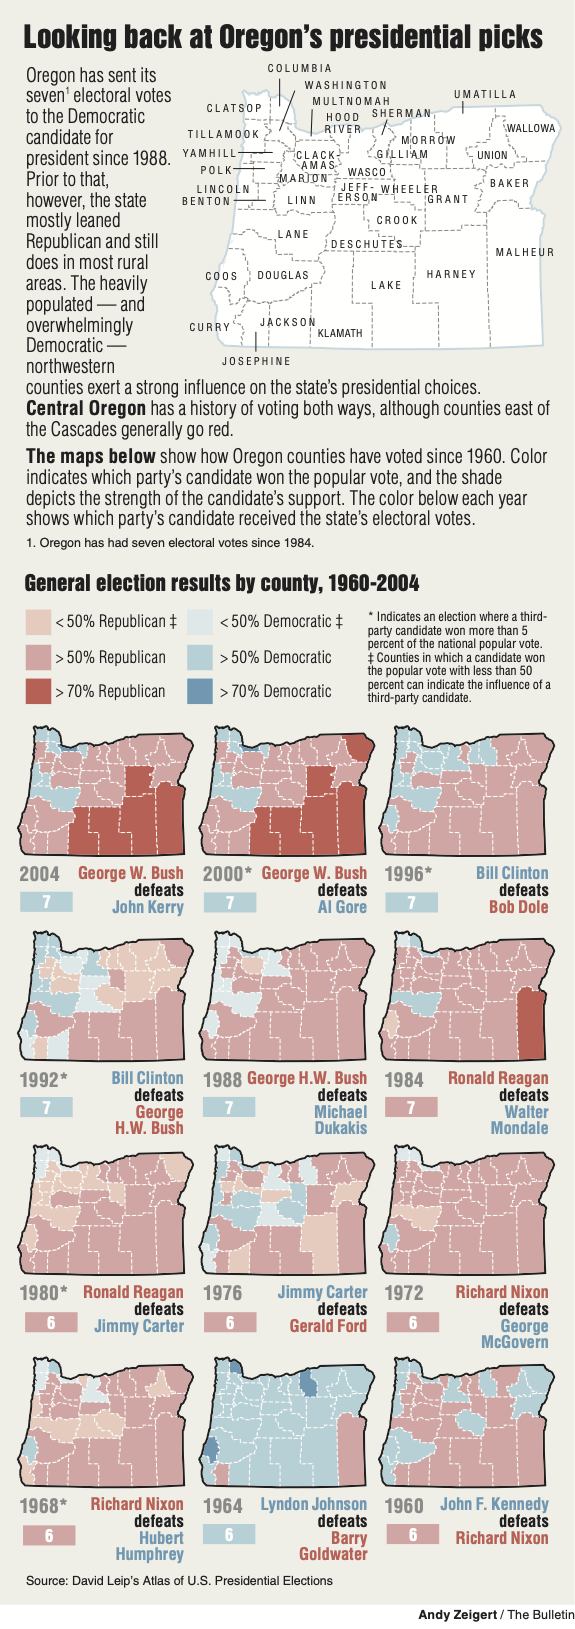 Looking back at Oregon's presidential picks
Oregon has sent its
seven1 electoral votes
to the Democratic
candidate for
president since 1988.
Prior to that,
however, the state
mostly leaned
Republican and still
does in most rural
areas. The heavily
populated — and
overwhelmingly
Democratic —
northwestern
counties exert a strong influence on the state's presidential choices.
Central Oregon has a history of voting both ways, although counties east of
the Cascades generally go red.
COLUMBIA
WASHINGTON
MULTNOMAH
UMATILLA
CLATSOP
HOOD
RIVER
SHERMAN
WALLOWA
TILLAMOOK
MORROW
YAMHILL
CLACK-
AMAS
GILLIAM
UNION
POLK
MARION
WASCO
BAKER
LINCOLN
JEFF-
ERSON
WHEELER
BENTON
LINN
GRANT
CROOK
LANE
DESCHUTES
MALHEUR
COOS
DOUGLAS
LAKE
HARNEY
CURRY
JACKSON
KLAMATH
JOSEPHINE
The maps below show how Oregon counties have voted since 1960. Color
indicates which party's candidate won the popular vote, and the shade
depicts the strength of the candidate's support. The color below each year
shows which party's candidate received the state's electoral votes.
1. Oregon has had seven electoral votes since 1984.
General election results by county, 1960-2004
< 50% Republican ‡
< 50% Democratic ‡
> 50% Republican
> 50% Democratic
> 70% Republican
> 70% Democratic
* Indicates an election where a third-
party candidate won more than 5
percent of the national popular vote.
‡ Counties in which a candidate won
the popular vote with less than 50
percent can indicate the influence of a
third-party candidate.
2004
7
George W. Bush
defeats
John Kerry
2000*
7
George W. Bush
defeats
Al Gore
1996*
7
Bill Clinton
defeats
Bob Dole
1992*
7
Bill Clinton
defeats
George
H.W. Bush
1988
7
George H.W. Bush
defeats
Michael
Dukakis
1984
7
Ronald Reagan
defeats
Walter
Mondale
1980*
6
Ronald Reagan
defeats
Jimmy Carter
1976
6
Jimmy Carter
defeats
Gerald Ford
1972
6
Richard Nixon
defeats
George
McGovern
1968*
6
Richard Nixon
defeats
Hubert
Humphrey
1964
6
Lyndon Johnson
defeats
Barry
Goldwater
1960
6
John F. Kennedy
defeats
Richard Nixon
Source: David Leip's Atlas of U.S. Presidential Elections
Andy Zeigert / The Bulletin